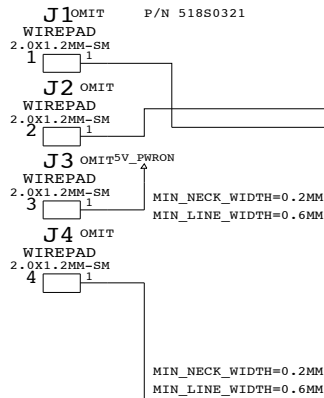 J1 OMIT P/N 518S0321
WIREPAD
2.0X1.2MM-SM
1 1
J2 OMIT
WIREPAD
2.0X1.2MM-SM
2 1
J3 OMIT 5V_PWRON
WIREPAD
2.0X1.2MM-SM
3 1
MIN_NECK_WIDTH=0.2MM
MIN_LINE_WIDTH=0.6MM
J4 OMIT
WIREPAD
2.0X1.2MM-SM
4 1
MIN_NECK_WIDTH=0.2MM
MIN_LINE_WIDTH=0.6MM